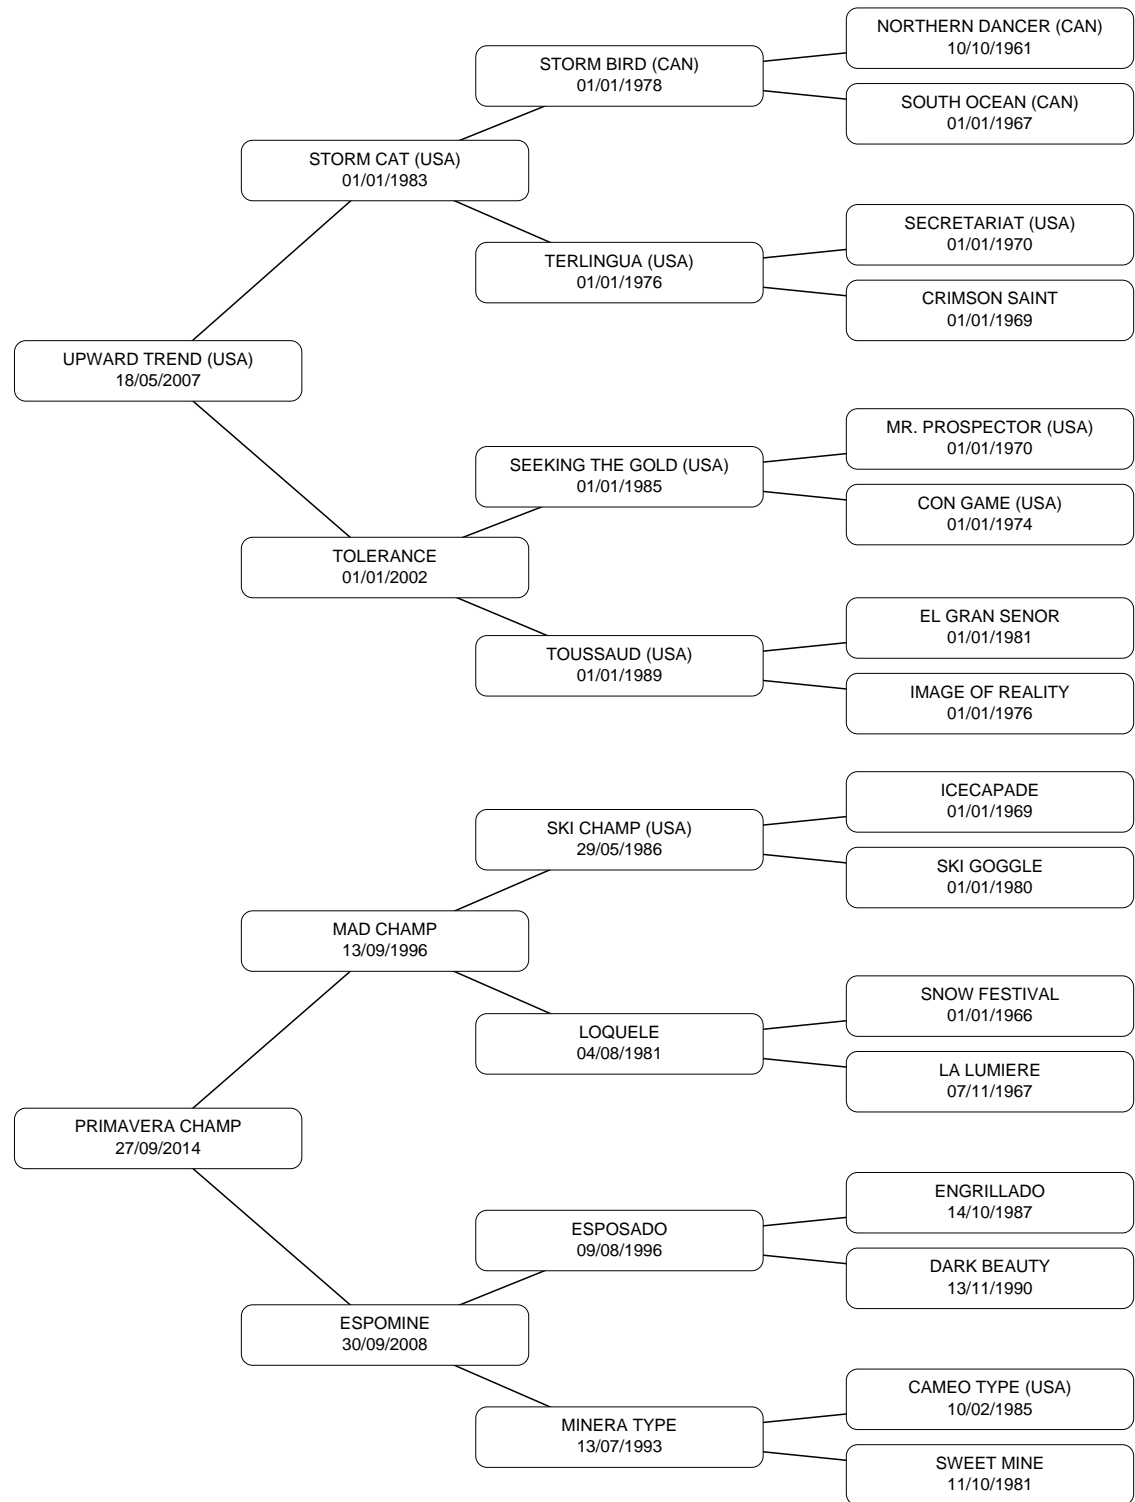 NORTHERN DANCER (CAN)
10/10/1961
STORM BIRD (CAN)
01/01/1978
SOUTH OCEAN (CAN)
01/01/1967
STORM CAT (USA)
01/01/1983
SECRETARIAT (USA)
01/01/1970
TERLINGUA (USA)
01/01/1976
CRIMSON SAINT
01/01/1969
UPWARD TREND (USA)
18/05/2007
MR. PROSPECTOR (USA)
01/01/1970
SEEKING THE GOLD (USA)
01/01/1985
CON GAME (USA)
01/01/1974
TOLERANCE
01/01/2002
EL GRAN SENOR
01/01/1981
TOUSSAUD (USA)
01/01/1989
IMAGE OF REALITY
01/01/1976
ICECAPADE
01/01/1969
SKI CHAMP (USA)
29/05/1986
SKI GOGGLE
01/01/1980
MAD CHAMP
13/09/1996
SNOW FESTIVAL
01/01/1966
LOQUELE
04/08/1981
LA LUMIERE
07/11/1967
PRIMAVERA CHAMP
27/09/2014
ENGRILLADO
14/10/1987
ESPOSADO
09/08/1996
DARK BEAUTY
13/11/1990
ESPOMINE
30/09/2008
CAMEO TYPE (USA)
10/02/1985
MINERA TYPE
13/07/1993
SWEET MINE
11/10/1981